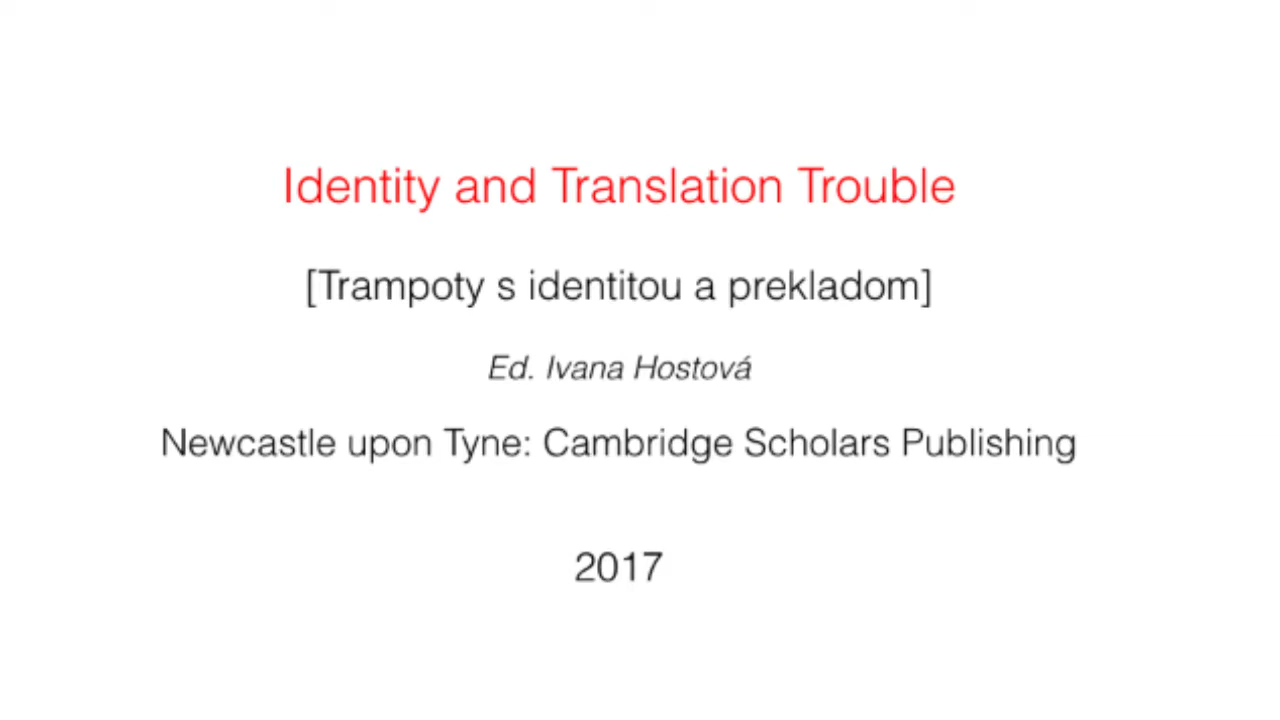 Identity and Translation Trouble
[Trampoty s identitou a prekladom]
Ed. Ivana Hostová
Newcastle upon Tyne: Cambridge Scholars Publishing
2017